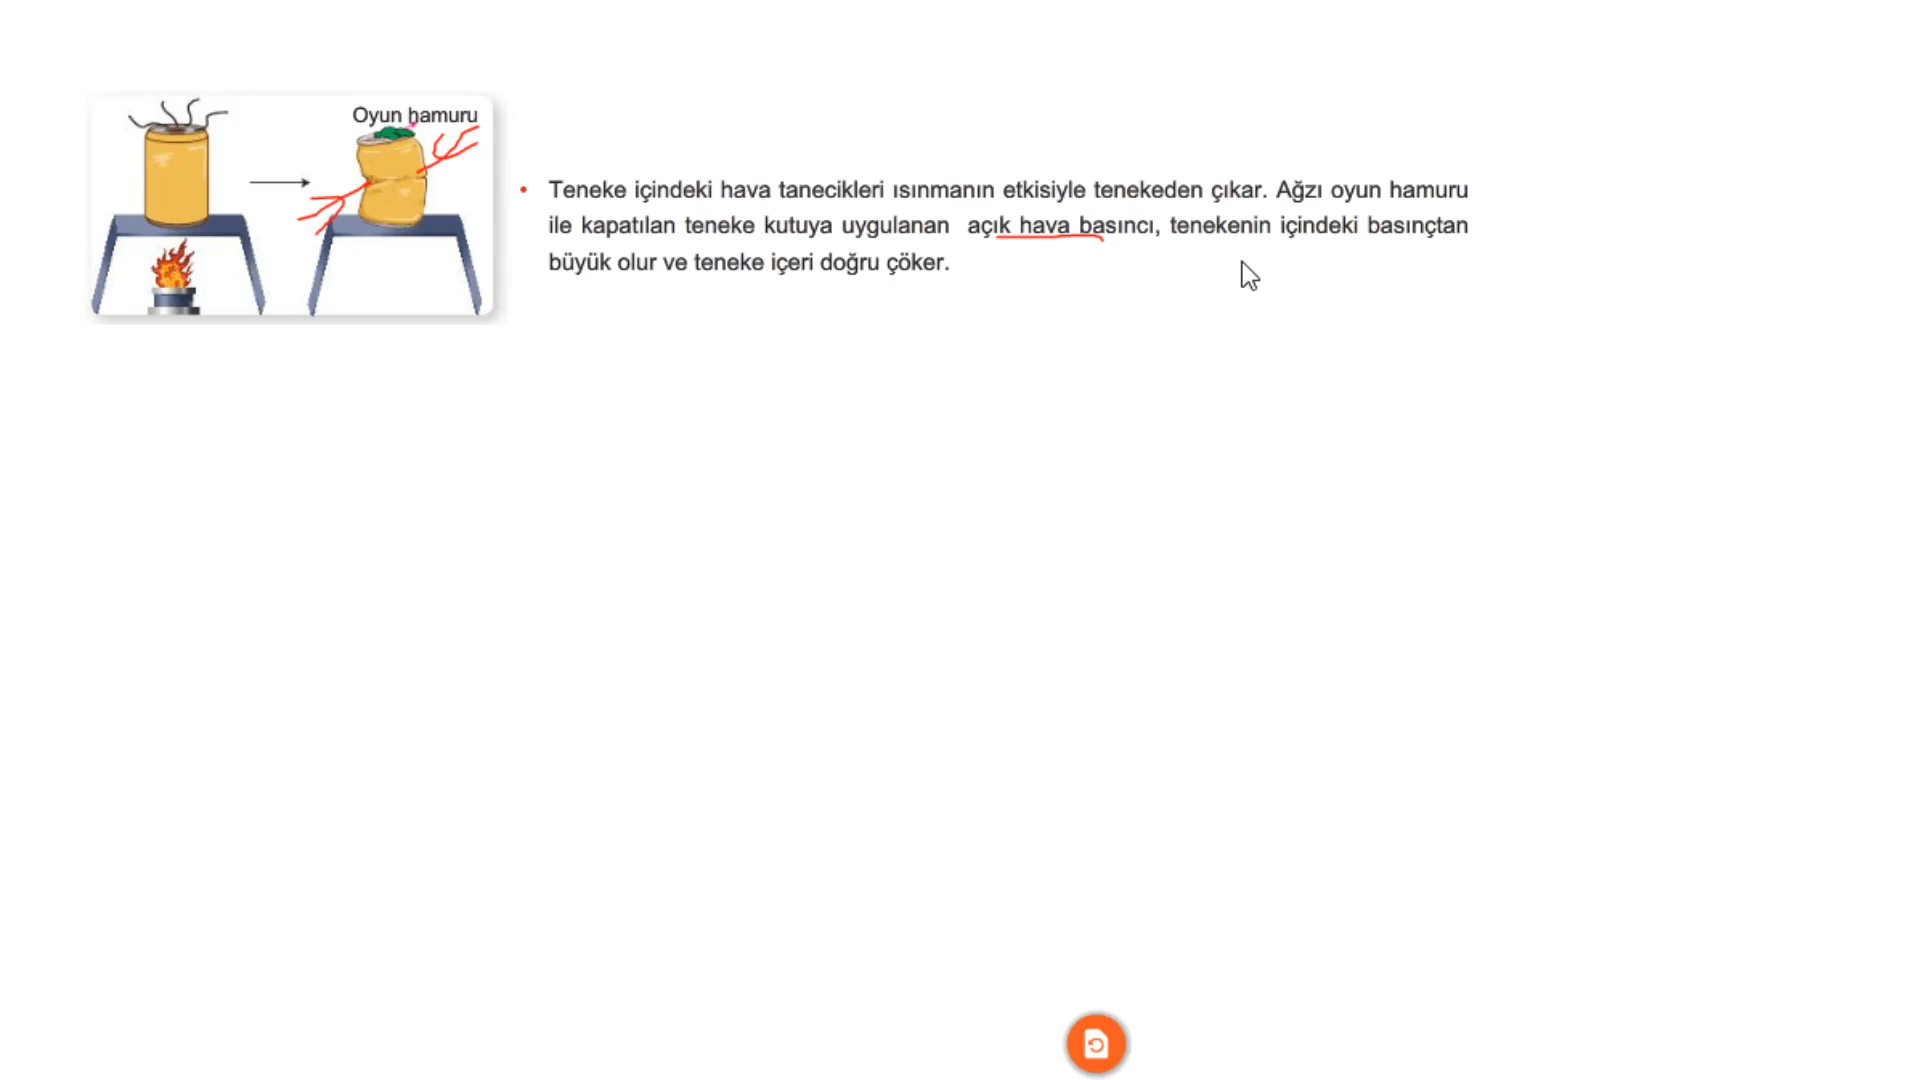 Oyun hamuru
• Teneke içindeki hava tanecikleri ısınmanın etkisiyle tenekeden çıkar. Ağzı oyun hamuru
ile kapatılan teneke kutuya uygulanan açık hava basıncı, tenekenin içindeki basınçtan
büyük olur ve teneke içeri doğru çöker.